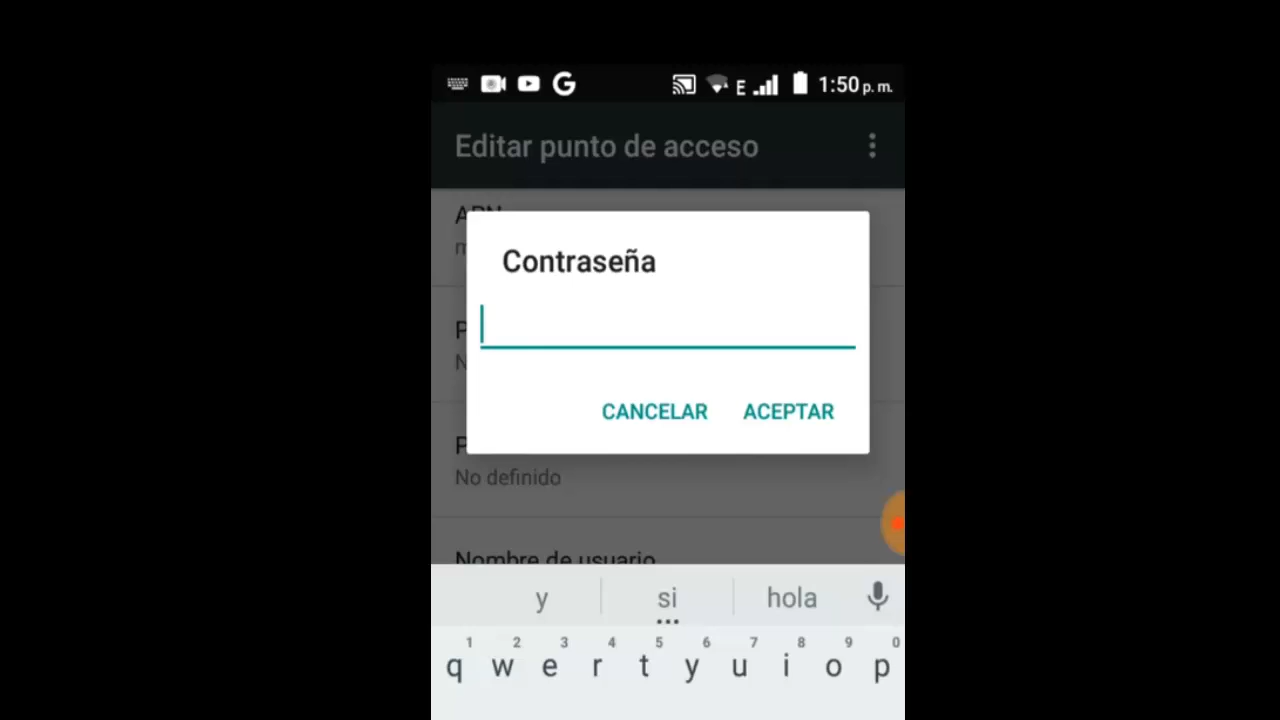 E 1:50 p. m.
Editar punto de acceso
APN
Contraseña
CANCELAR ACEPTAR
No definido
Nombre de usuario
y si hola
1 2 3 4 5 6 7 8 9 0
q w e r t y u i o p